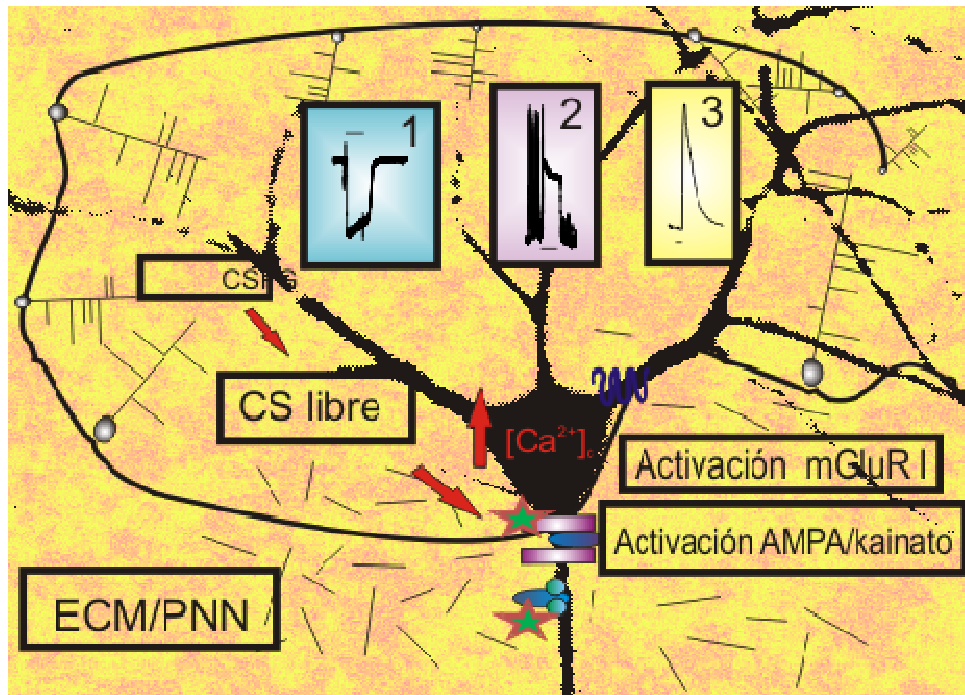 1
2
3
CSPG
CS libre
[Ca²⁺]c
Activación mGluR I
Activación AMPA/kainato
ECM/PNN